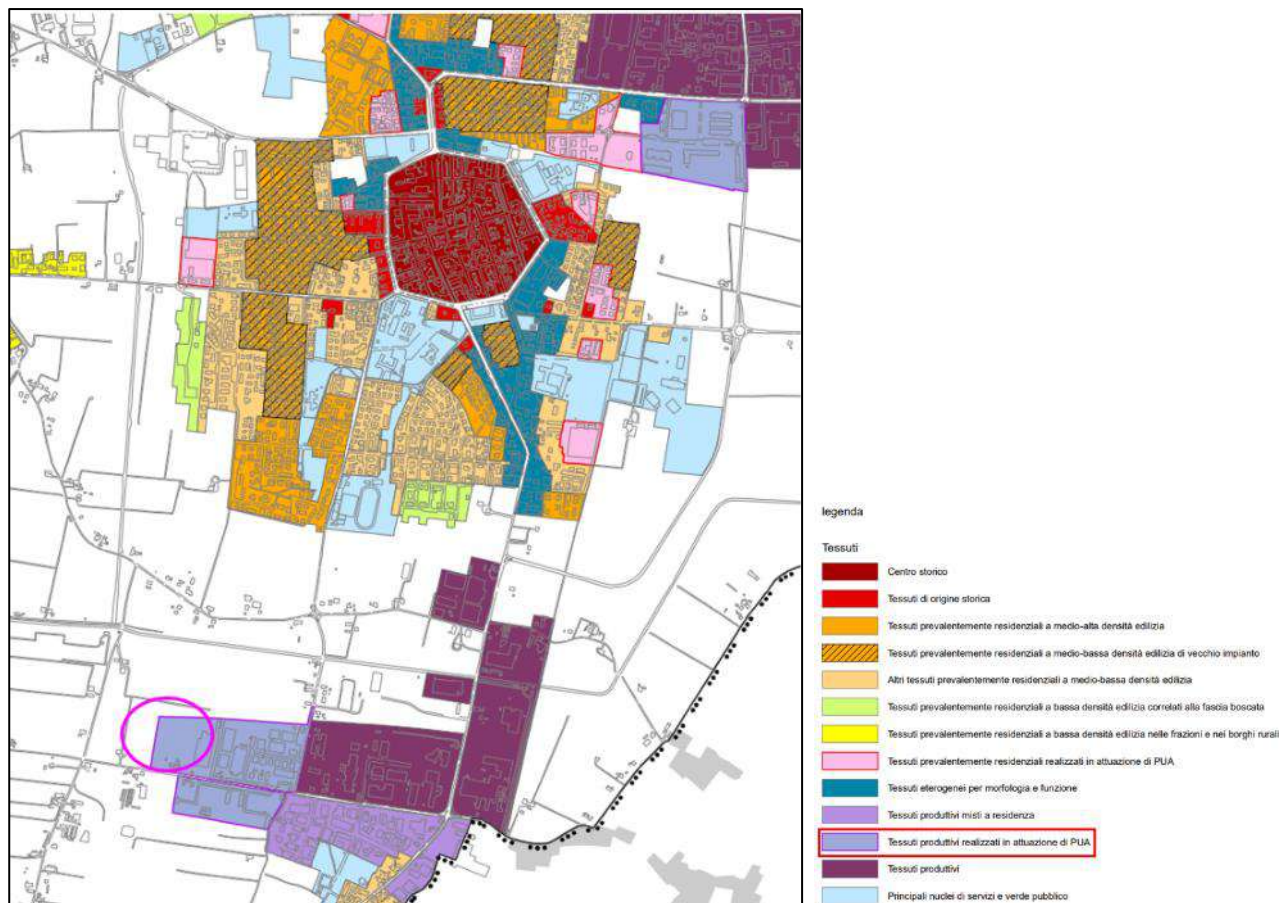 legenda
Tessuti
Centro storico
Tessuti di origine storica
Tessuti prevalentemente residenziali a medio-alta densità edilizia
Tessuti prevalentemente residenziali a medio-bassa densità edilizia di vecchio impianto
Altri tessuti prevalentemente residenziali a medio-bassa densità edilizia
Tessuti prevalentemente residenziali a bassa densità edilizia correlati alla fascia boscata
Tessuti prevalentemente residenziali a bassa densità edilizia nelle frazioni e nei borghi rurali
Tessuti prevalentemente residenziali realizzati in attuazione di PUA
Tessuti eterogenei per morfologia e funzione
Tessuti produttivi misti a residenza
Tessuti produttivi realizzati in attuazione di PUA
Tessuti produttivi
Principali nuclei di servizi e verde pubblico